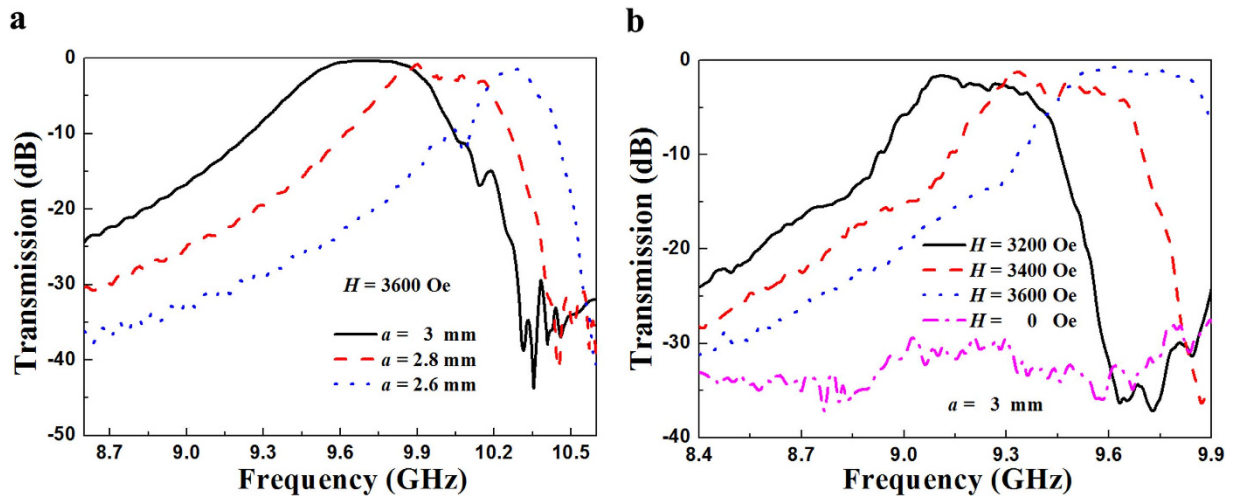 a
Transmission (dB)
0
-10
-20
-30
-40
-50
H = 3600 Oe
a = 3 mm
a = 2.8 mm
a = 2.6 mm
8.7 9.0 9.3 9.6 9.9 10.2 10.5
Frequency (GHz)
b
Transmission (dB)
0
-10
-20
-30
-40
H = 3200 Oe
H = 3400 Oe
H = 3600 Oe
H = 0 Oe
a = 3 mm
8.4 8.7 9.0 9.3 9.6 9.9
Frequency (GHz)